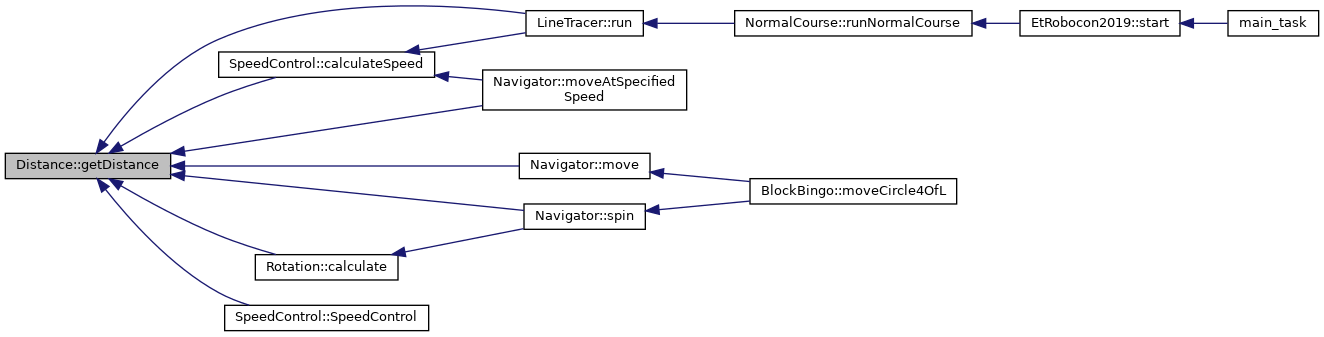 LineTracer::run
NormalCourse::runNormalCourse
EtRobocon2019::start
main_task
SpeedControl::calculateSpeed
Navigator::moveAtSpecified
Speed
Distance::getDistance
Navigator::move
BlockBingo::moveCircle4OfL
Navigator::spin
Rotation::calculate
SpeedControl::SpeedControl